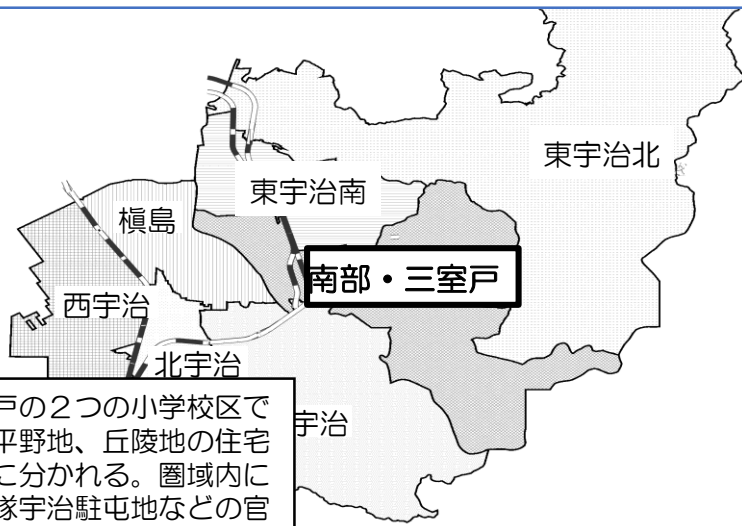 東宇治北
東宇治南
槇島
南部・三室戸
西宇治
北宇治
宇治
戸の２つの小学校区で
平野地、丘陵地の住宅
に分かれる。圏域内に
隊宇治駐屯地などの官